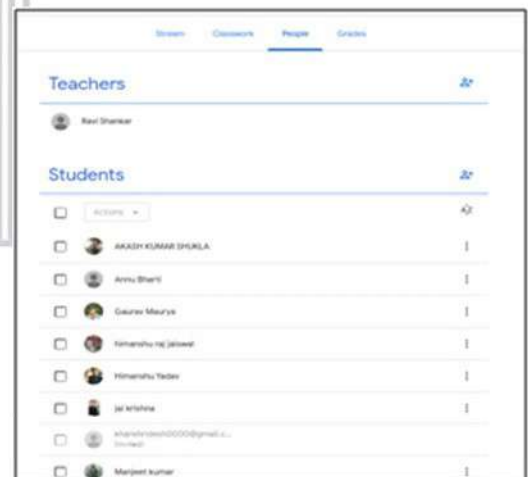 Stream Classwork People Grades
Teachers
Ravi Shankar
Students
Actions
AKASH KUMAR SHUKLA
Annu Bharti
Gaurav Maurya
himanshu raj jaiswal
Himanshu Yadav
jai krishna
(Invited)
Manjeet kumar